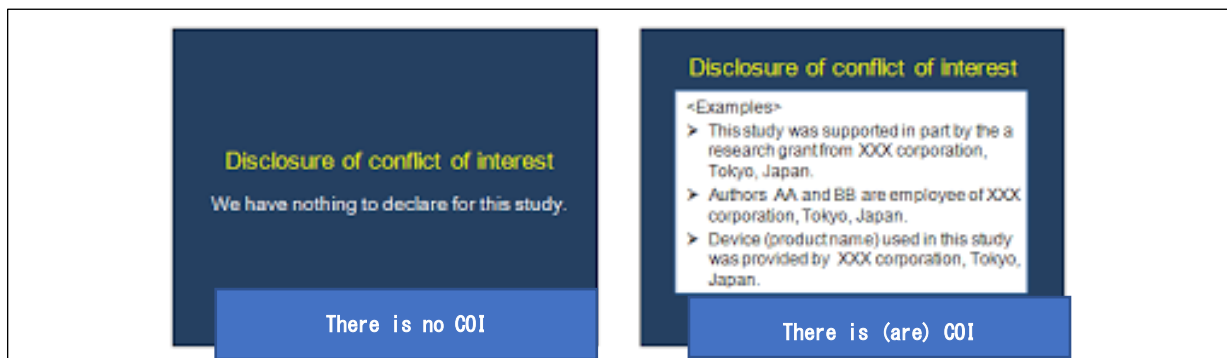 Disclosure of conflict of interest
We have nothing to declare for this study.
There is no COI
Disclosure of conflict of interest
<Examples>
➤ This study was supported in part by the a
research grant from XXX corporation,
Tokyo, Japan.
➤ Authors AA and BB are employee of XXX
corporation, Tokyo, Japan.
➤ Device (product name) used in this study
was provided by XXX corporation, Tokyo,
Japan.
There is (are) COI